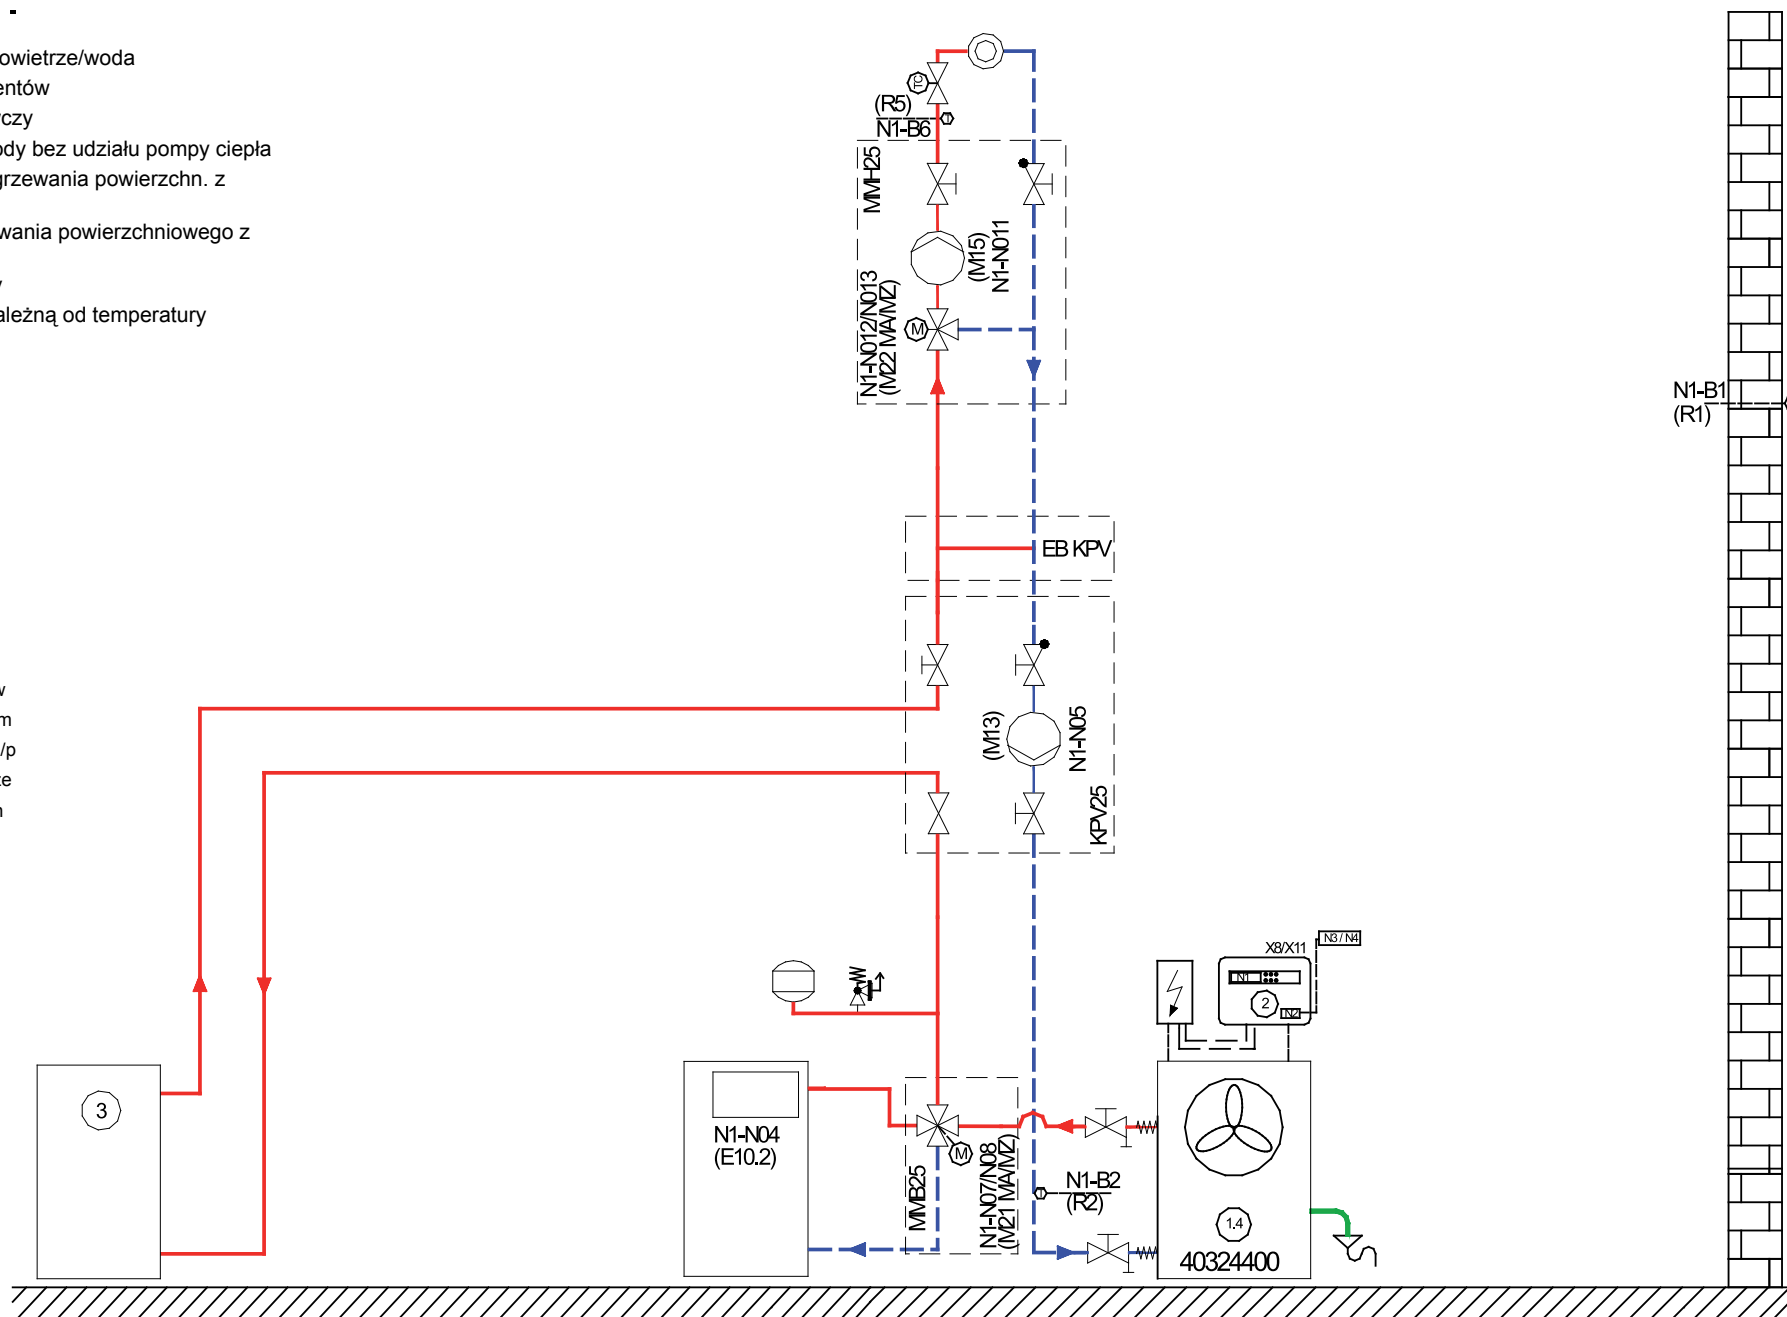 -
owietrze/woda
entów
czy
ody bez udziału pompy ciepła
grzewania powierzchn. z
wania powierzchniowego z
ależną od temperatury
w
m
/p
ze
TC
(R5)
N1-B6
MMH25
(M15)
N1-N011
N1-N012/N013
(M22 MA/MZ)
M
N1-B1
(R1)
EB KPV
(M13)
N1-N05
KPV25
X8/X11
N3 / N4
N1
2
N2
3
N1-N04
(E10.2)
MMB25
M
N1-N07/N08
(M21 MA/MZ)
N1-B2
(R2)
1.4
40324400